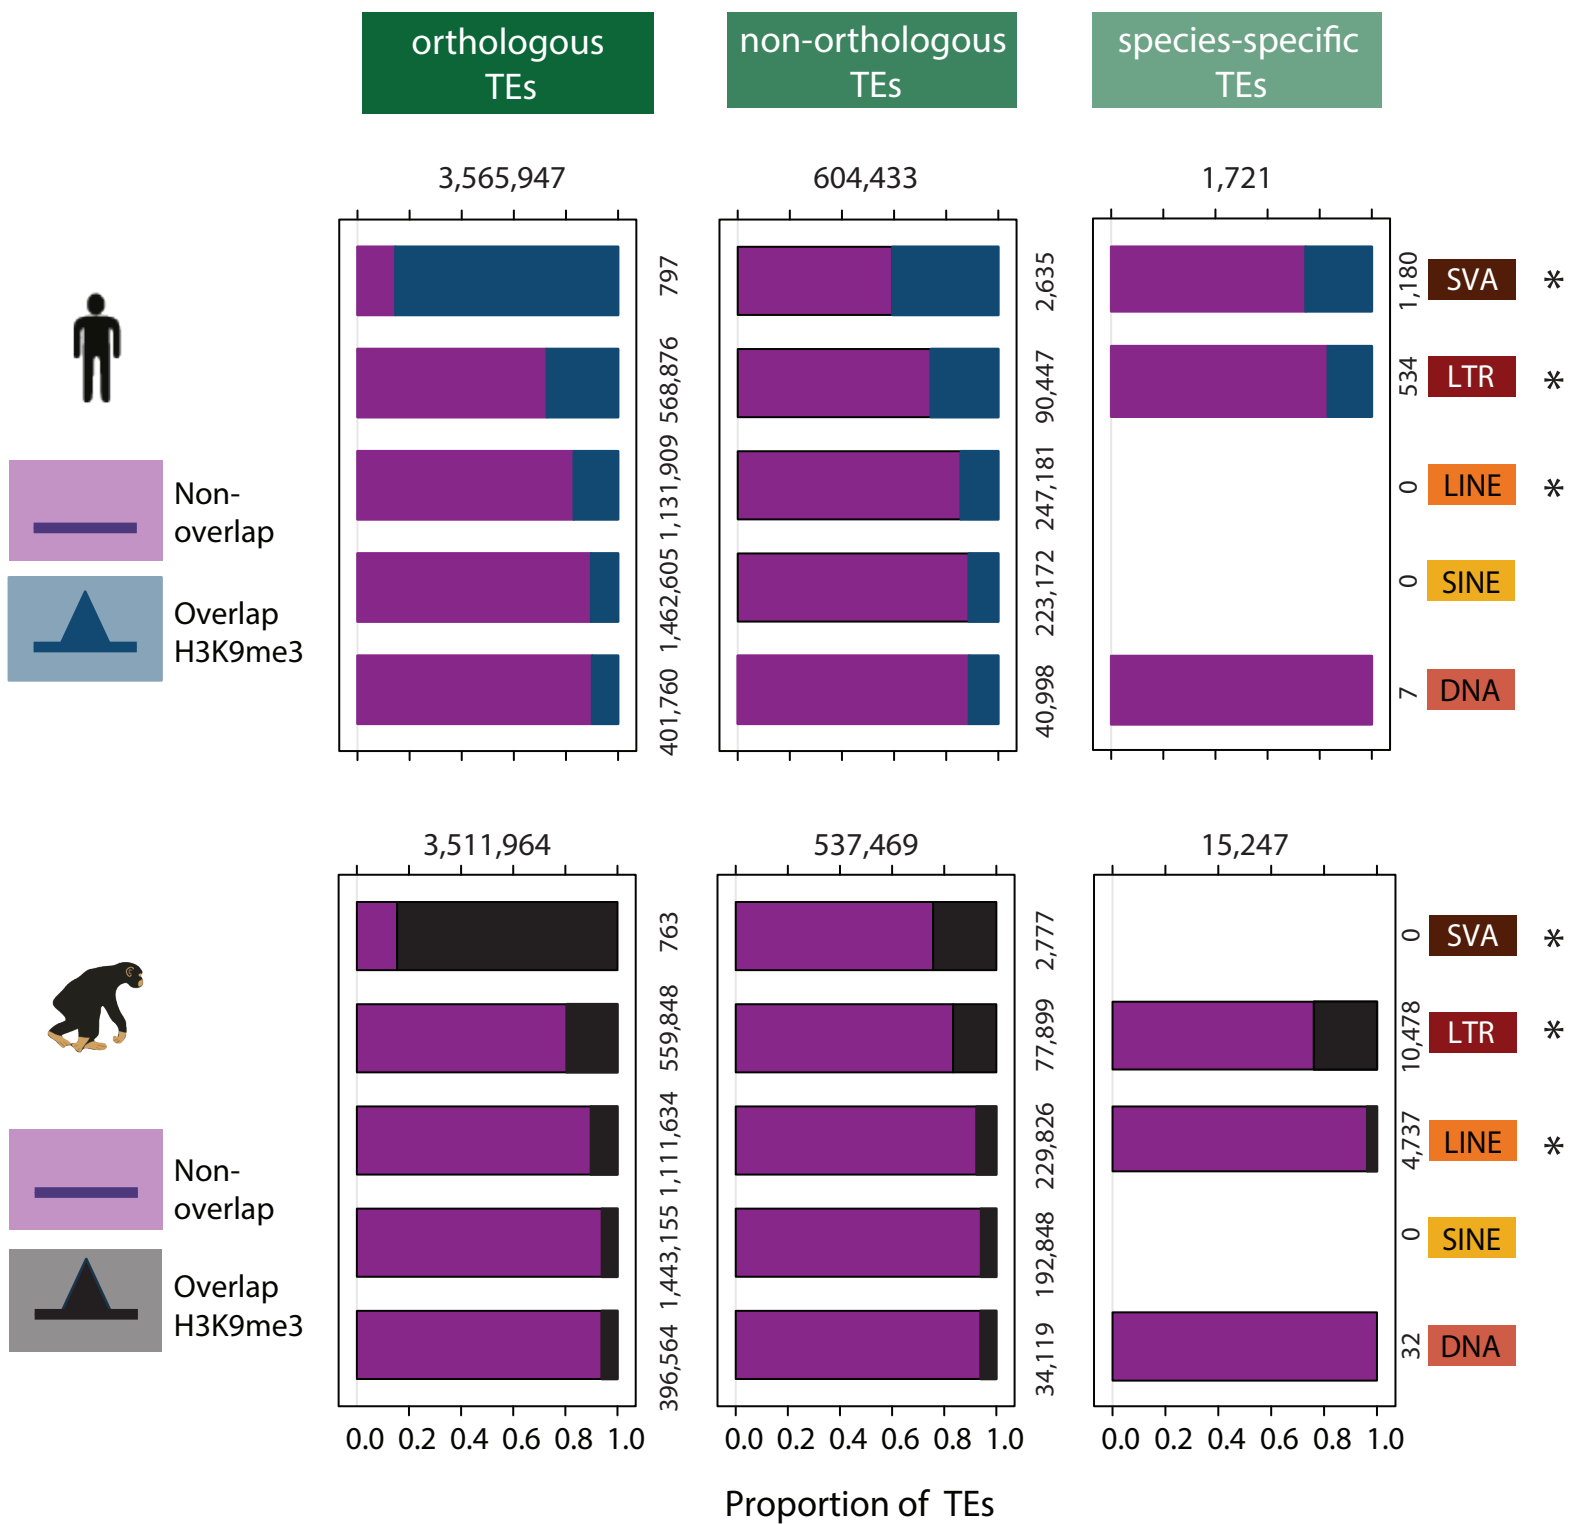 orthologous
TEs
non-orthologous
TEs
species-specific
TEs
3,565,947
604,433
1,721
797
2,635
1,180
SVA
*
568,876
90,447
534
LTR
*
1,131,909
247,181
0
LINE
*
1,462,605
223,172
0
SINE
401,760
40,998
7
DNA
Non-
overlap
Overlap
H3K9me3
3,511,964
537,469
15,247
763
2,777
0
SVA
*
559,848
77,899
10,478
LTR
*
1,111,634
229,826
4,737
LINE
*
1,443,155
192,848
0
SINE
396,564
34,119
32
DNA
Non-
overlap
Overlap
H3K9me3
0.0 0.2 0.4 0.6 0.8 1.0
0.0 0.2 0.4 0.6 0.8 1.0
0.0 0.2 0.4 0.6 0.8 1.0
Proportion of TEs